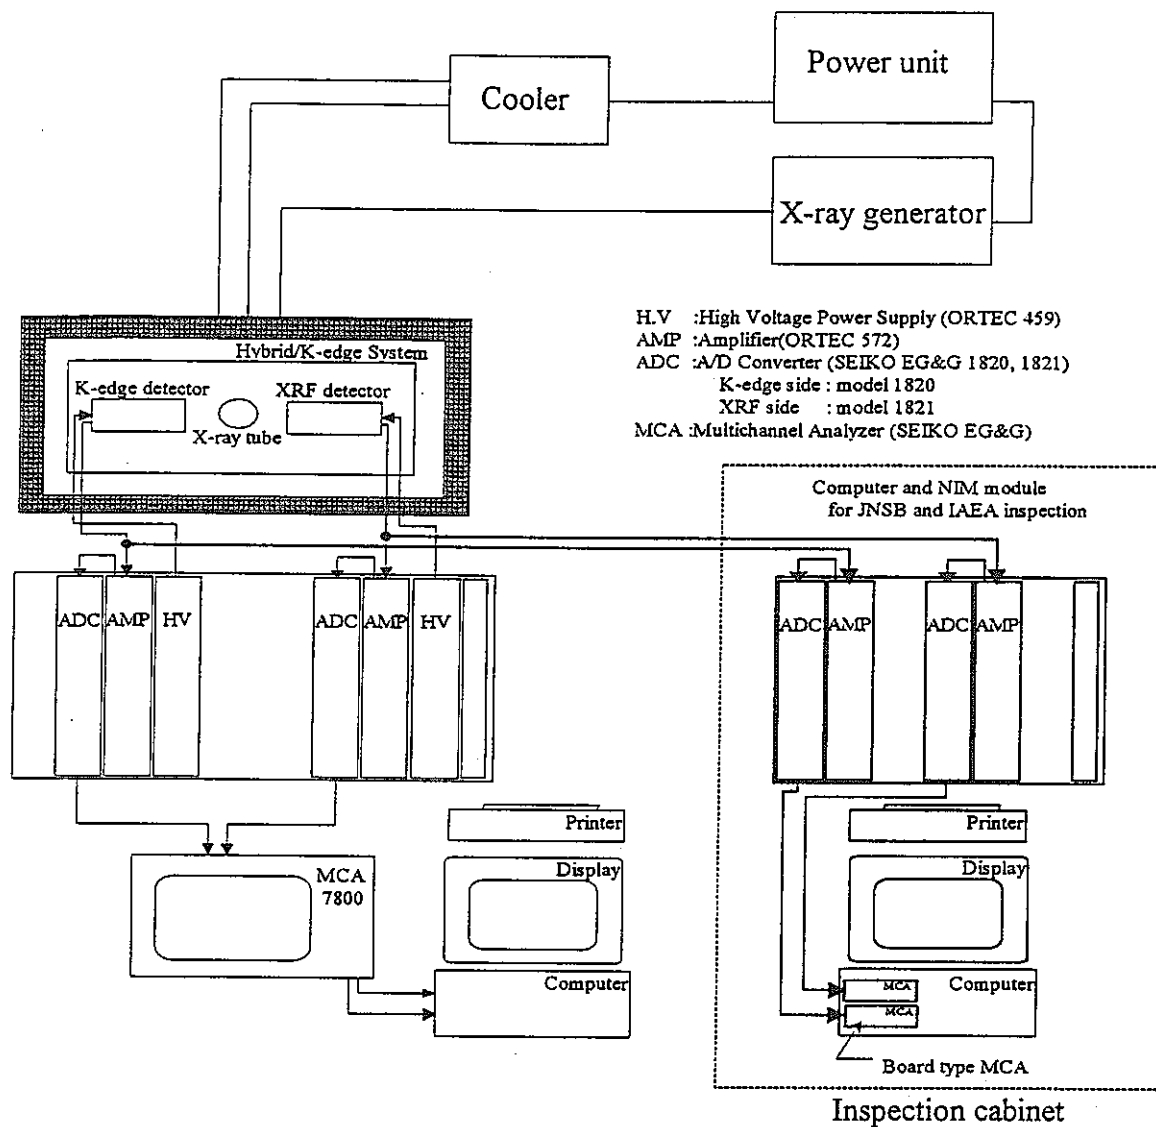 Power unit
Cooler
X-ray generator
H.V :High Voltage Power Supply (ORTEC 459)
AMP :Amplifier(ORTEC 572)
ADC :A/D Converter (SEIKO EG&G 1820, 1821)
K-edge side : model 1820
XRF side : model 1821
MCA :Multichannel Analyzer (SEIKO EG&G)
Hybrid/K-edge System
K-edge detector
XRF detector
X-ray tube
Computer and NIM module
for JNSB and IAEA inspection
ADC AMP HV ADC AMP HV
ADC AMP ADC AMP
Printer
Display
MCA
7800
Computer
Printer
Display
Computer
MCA
MCA
Board type MCA
Inspection cabinet